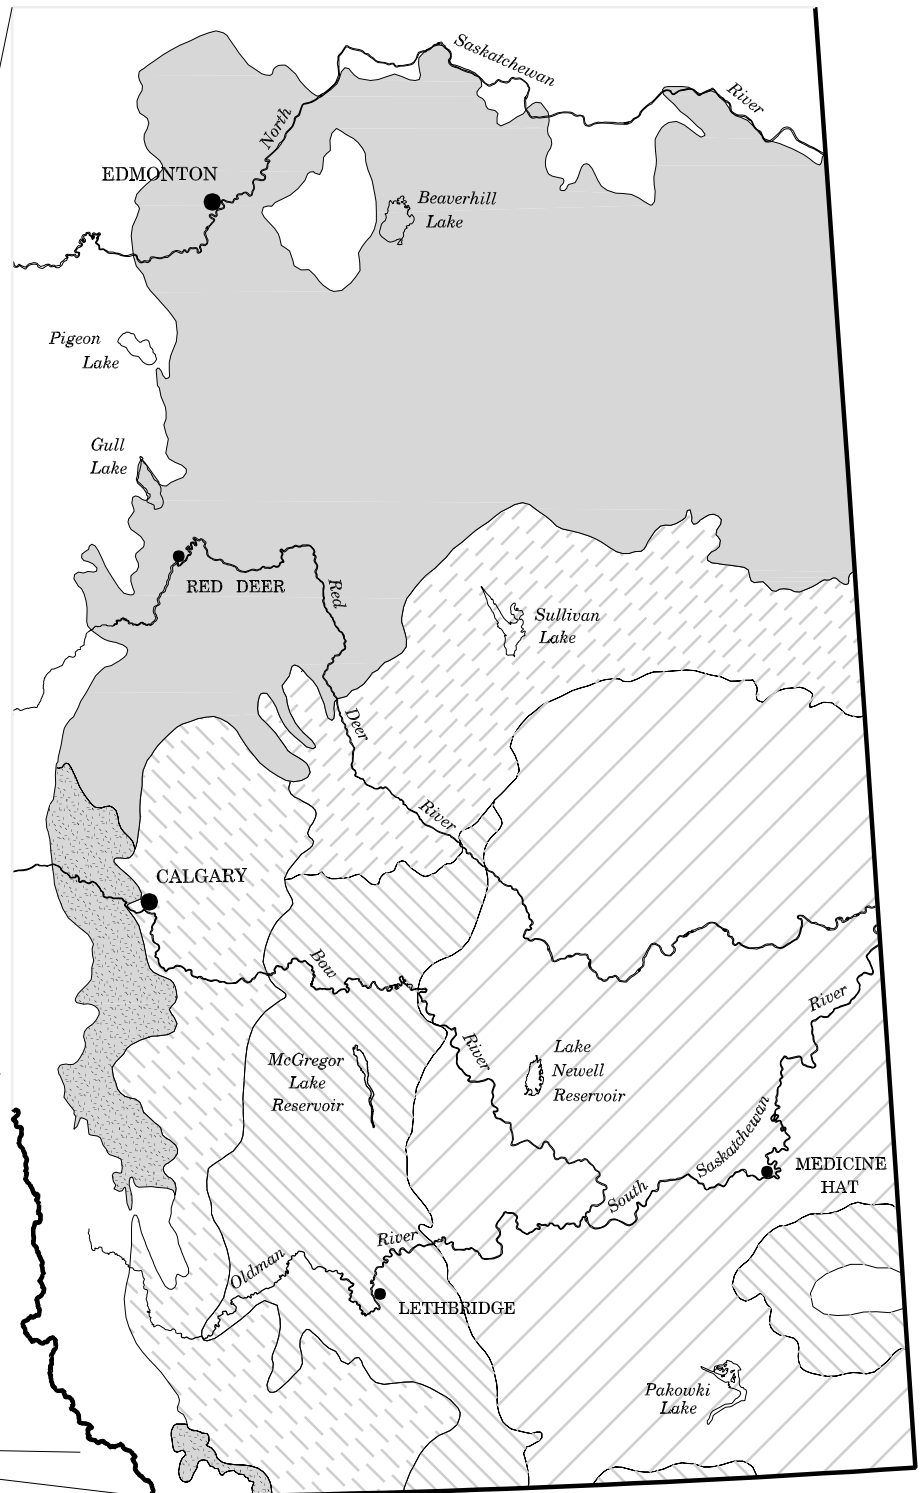 Saskatchewan
River
North
EDMONTON
Beaverhill
Lake
Pigeon
Lake
Gull
Lake
RED DEER
Red
Sullivan
Lake
Deer
River
CALGARY
Bow
River
River
McGregor
Lake
Reservoir
Lake
Newell
Reservoir
Saskatchewan
MEDICINE
HAT
South
River
Oldman
LETHBRIDGE
Pakowki
Lake